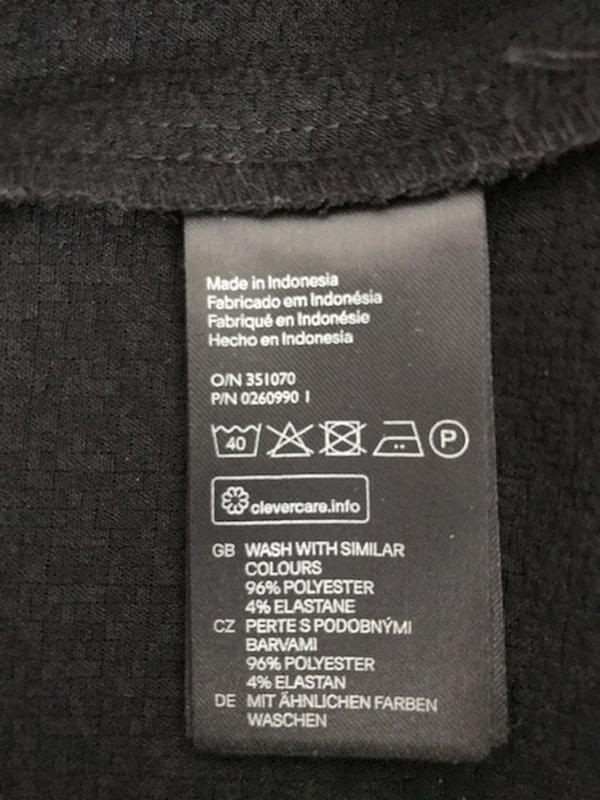 Made in Indonesia
Fabricado em Indonésia
Fabriqué en Indonésie
Hecho en Indonesia
O/N 351070
P/N 0260990 1
40 P
clevercare.info
GB WASH WITH SIMILAR
COLOURS
96% POLYESTER
4% ELASTANE
CZ PERTE S PODOBNÝMI
BARVAMI
96% POLYESTER
4% ELASTAN
DE MIT ÄHNLICHEN FARBEN
WASCHEN